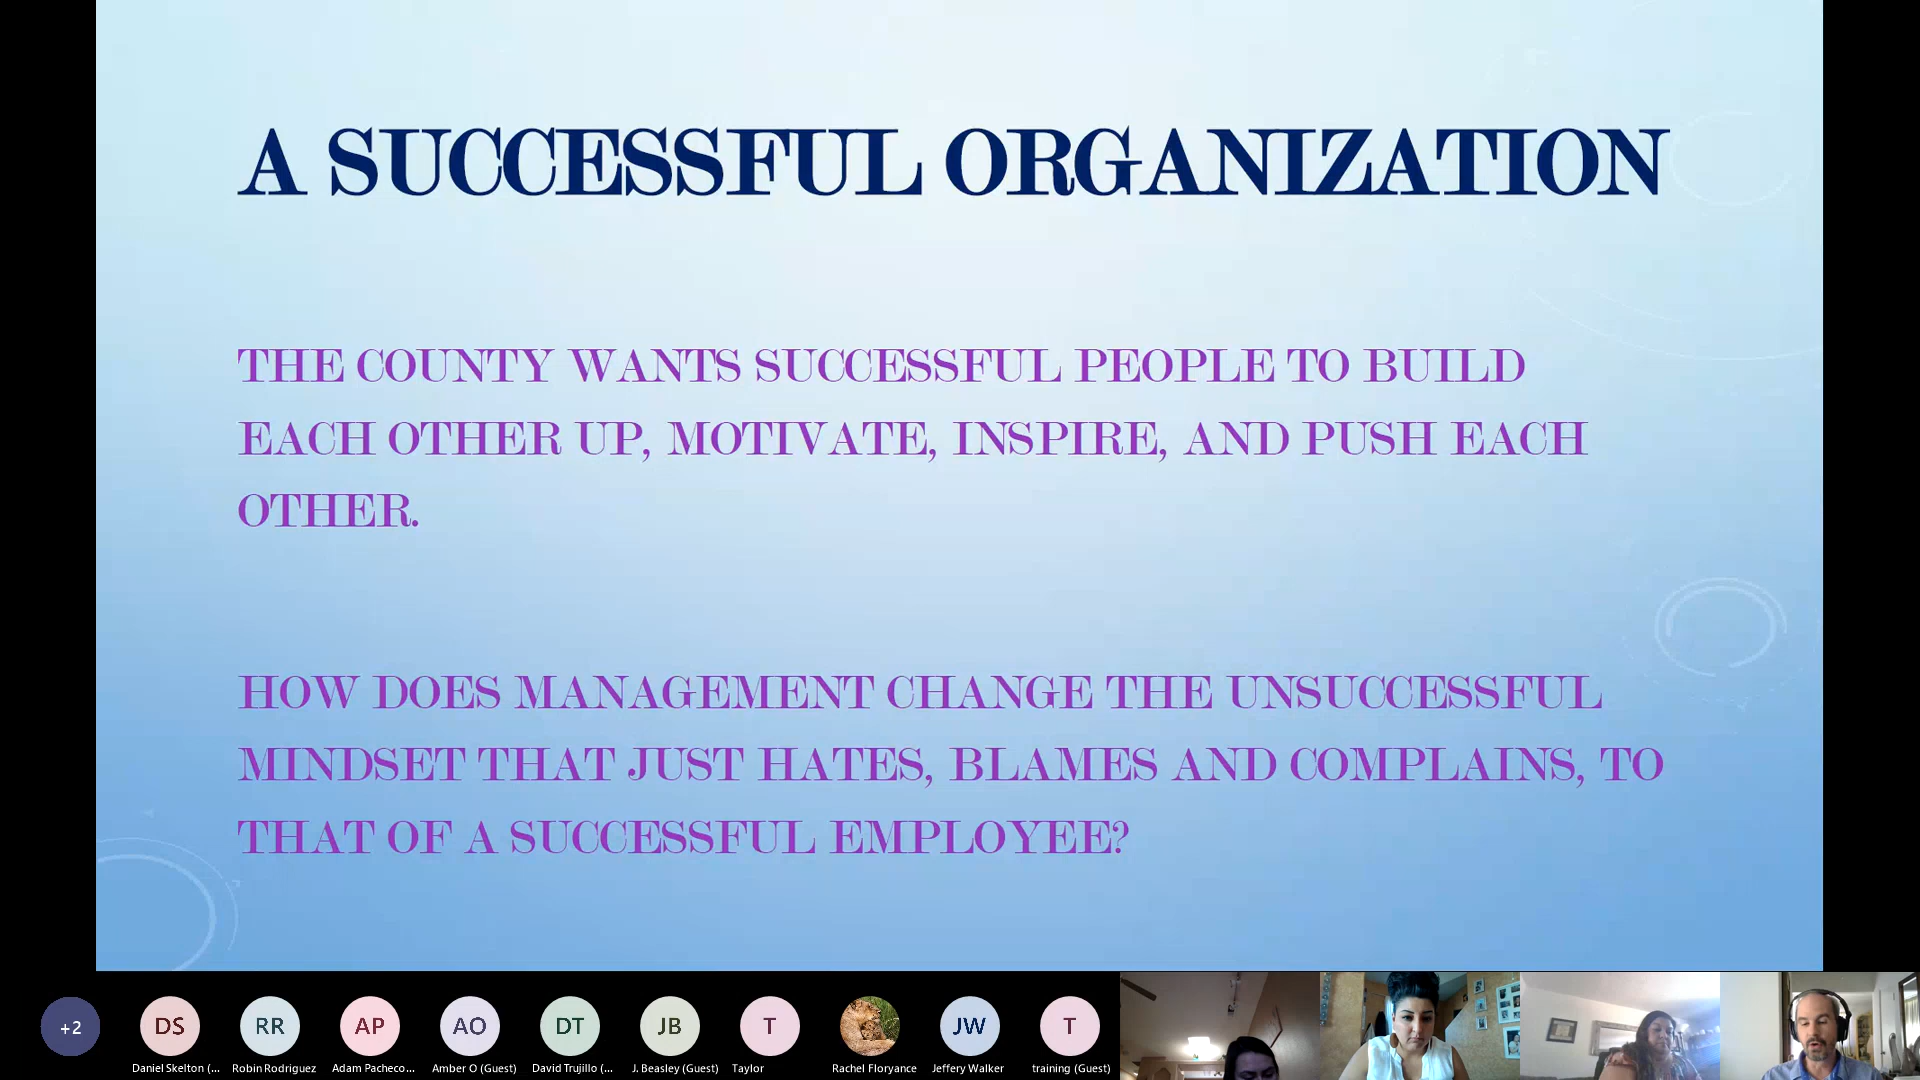 A SUCCESSFUL ORGANIZATION
THE COUNTY WANTS SUCCESSFUL PEOPLE TO BUILD
EACH OTHER UP, MOTIVATE, INSPIRE, AND PUSH EACH
OTHER.
HOW DOES MANAGEMENT CHANGE THE UNSUCCESSFUL
MINDSET THAT JUST HATES, BLAMES AND COMPLAINS, TO
THAT OF A SUCCESSFUL EMPLOYEE?
+2 DS RR AP AO DT JB T JW T
Daniel Skelton (... Robin Rodriguez Adam Pacheco... Amber O (Guest) David Trujillo (... J. Beasley (Guest) Taylor Rachel Floryance Jeffery Walker training (Guest)